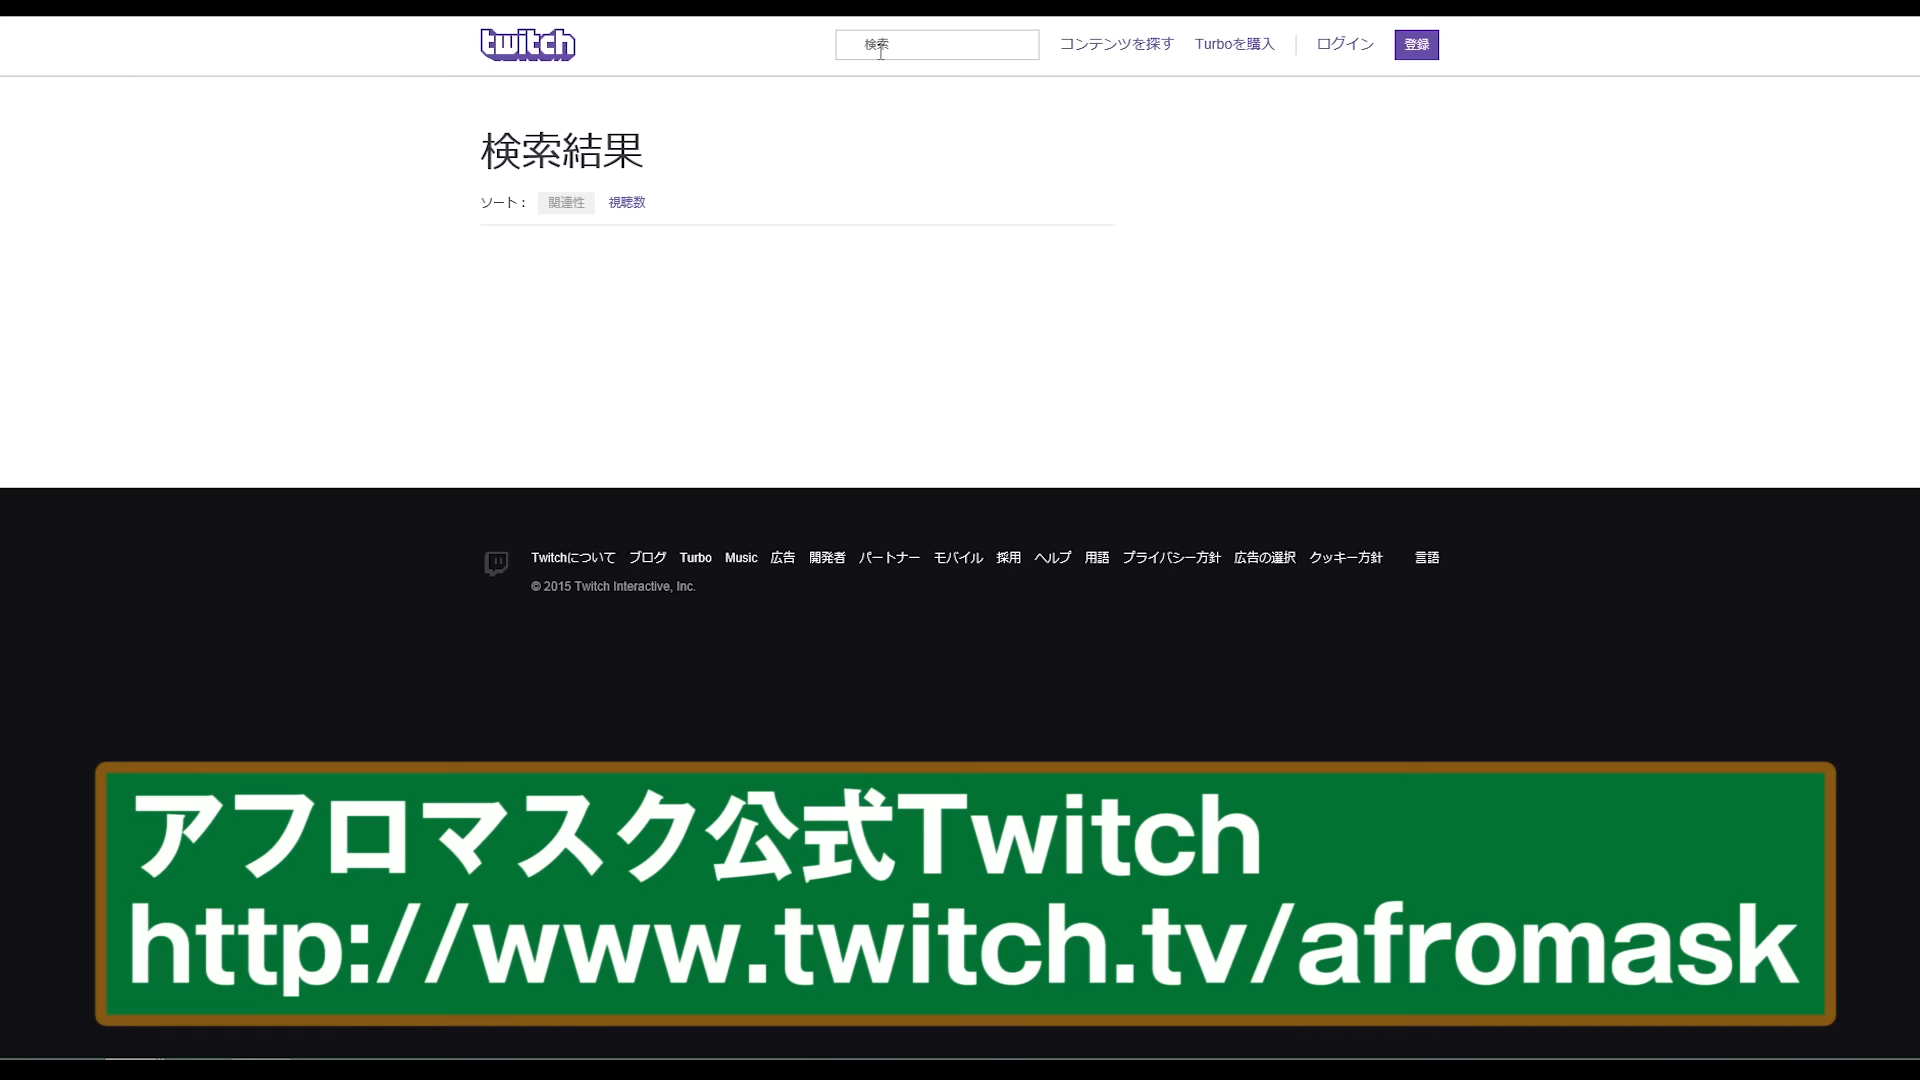 twitch
検索
コンテンツを探す
Turboを購入
ログイン
登録
検索結果
ソート： 関連性 視聴数
Twitchについて ブログ Turbo Music 広告 開発者 パートナー モバイル 採用 ヘルプ 用語 プライバシー方針 広告の選択 クッキー方針 言語
© 2015 Twitch Interactive, Inc.
アフロマスク公式Twitch
http://www.twitch.tv/afromask